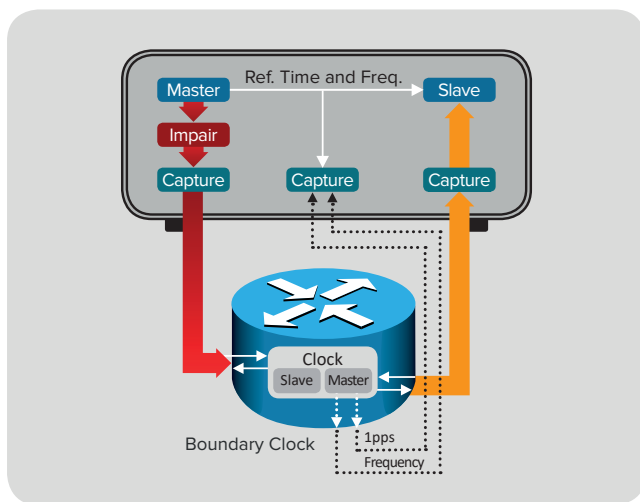 Ref. Time and Freq.
Master
Slave
Impair
Capture
Capture
Capture
Clock
Slave
Master
Boundary Clock
1pps
Frequency